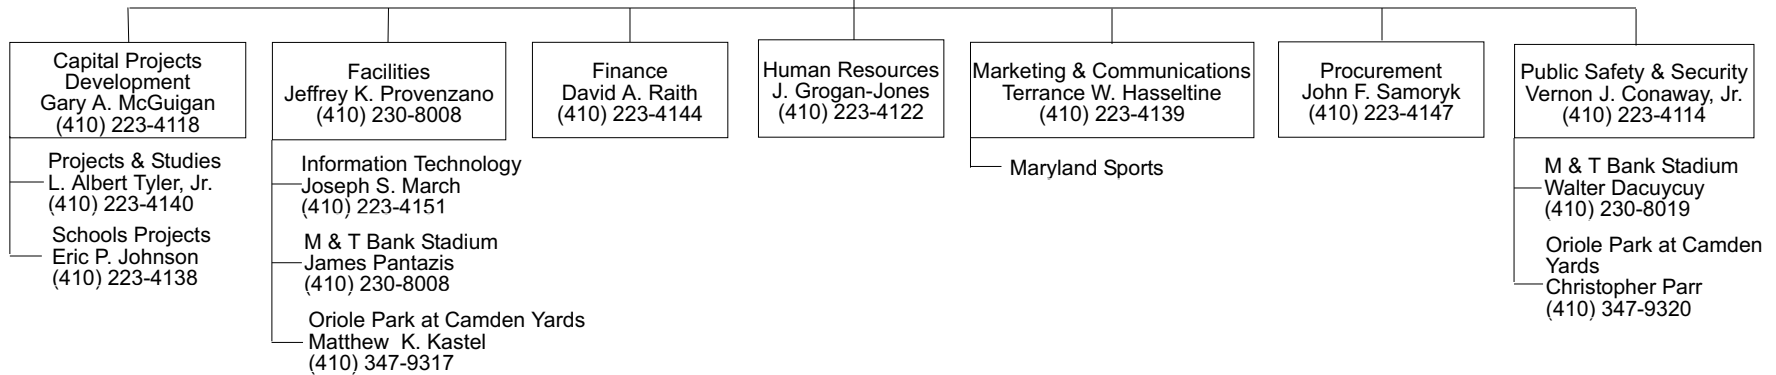 Capital Projects
Development
Gary A. McGuigan
(410) 223-4118
Projects & Studies
L. Albert Tyler, Jr.
(410) 223-4140
Schools Projects
Eric P. Johnson
(410) 223-4138
Facilities
Jeffrey K. Provenzano
(410) 230-8008
Information Technology
Joseph S. March
(410) 223-4151
M & T Bank Stadium
James Pantazis
(410) 230-8008
Oriole Park at Camden Yards
Matthew K. Kastel
(410) 347-9317
Finance
David A. Raith
(410) 223-4144
Human Resources
J. Grogan-Jones
(410) 223-4122
Marketing & Communications
Terrance W. Hasseltine
(410) 223-4139
Maryland Sports
Procurement
John F. Samoryk
(410) 223-4147
Public Safety & Security
Vernon J. Conaway, Jr.
(410) 223-4114
M & T Bank Stadium
Walter Dacuycuy
(410) 230-8019
Oriole Park at Camden
Yards
Christopher Parr
(410) 347-9320